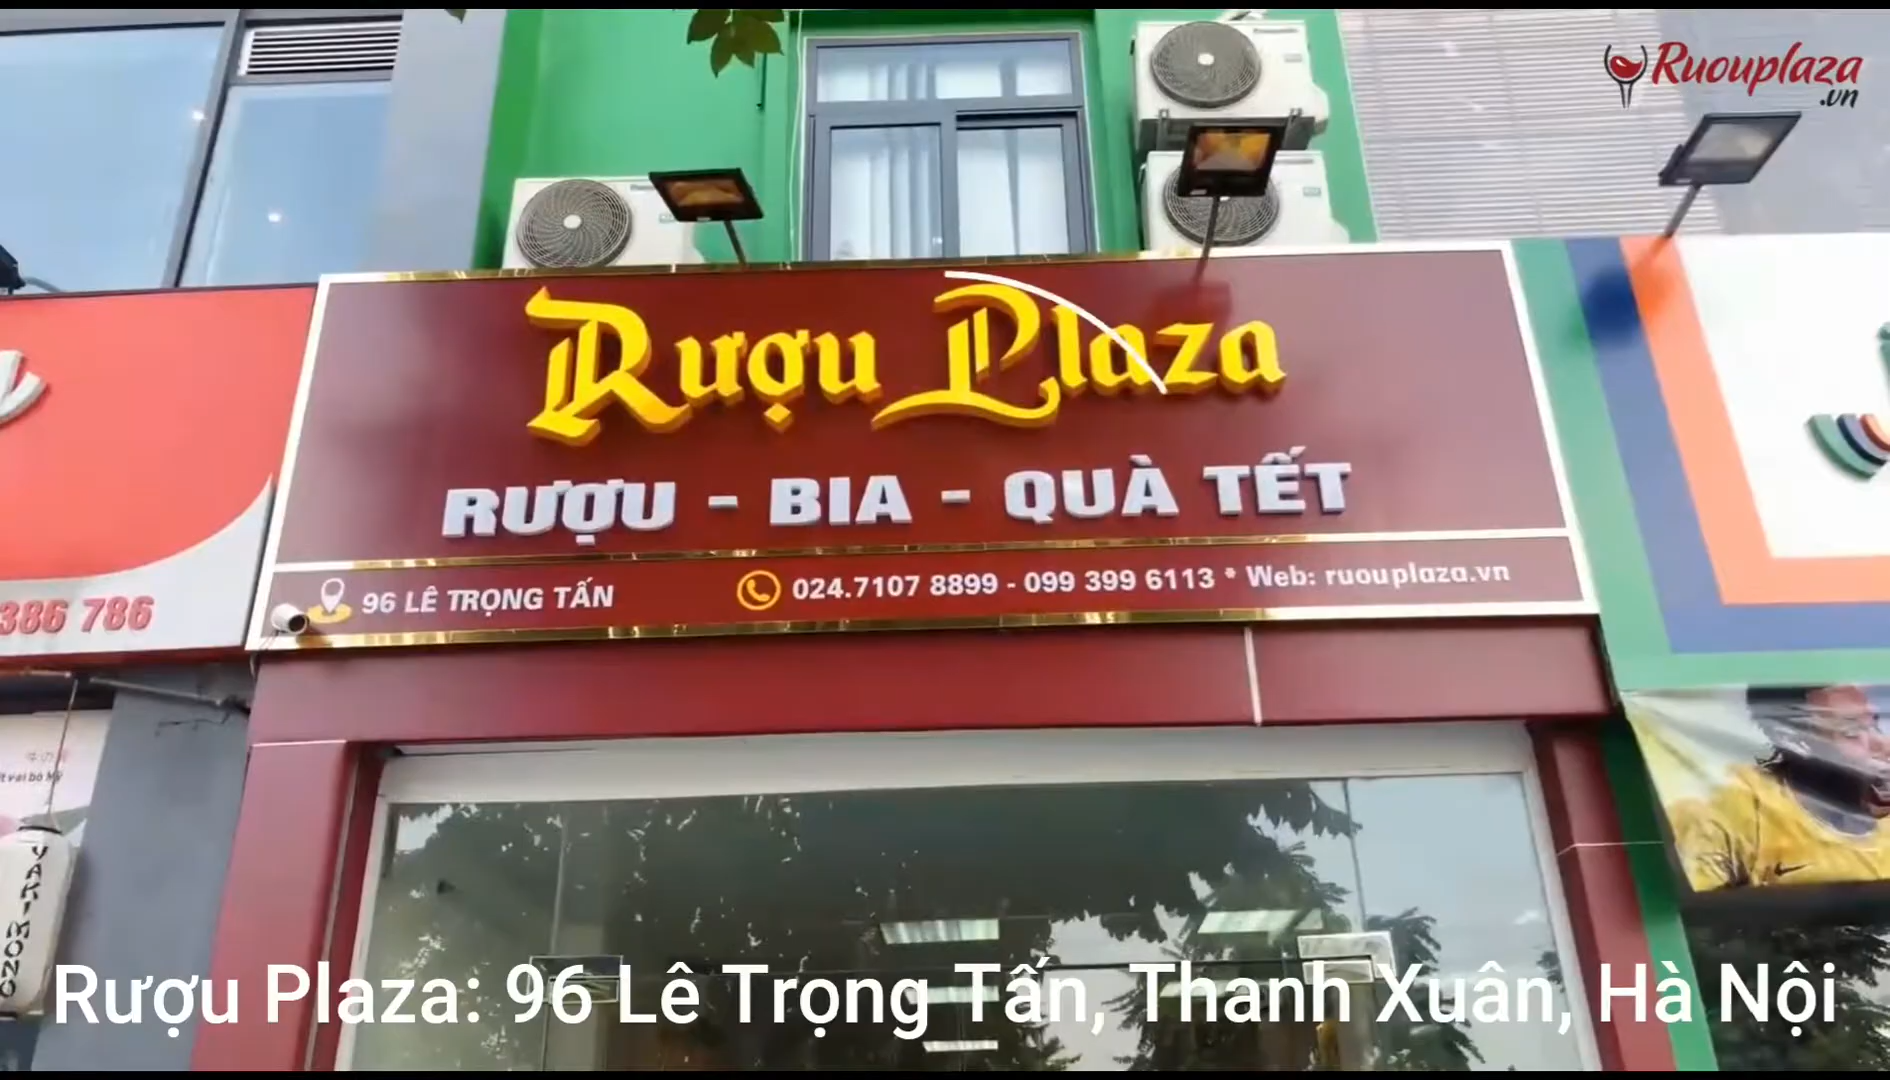 Ruouplaza
.vn
Rượu Plaza
RƯỢU - BIA - QUÀ TẾT
96 LÊ TRỌNG TẤN
024.7107 8899 - 099 399 6113 * Web: ruouplaza.vn
386 786
YAKIMONO
Rượu Plaza: 96 Lê Trọng Tấn, Thanh Xuân, Hà Nội